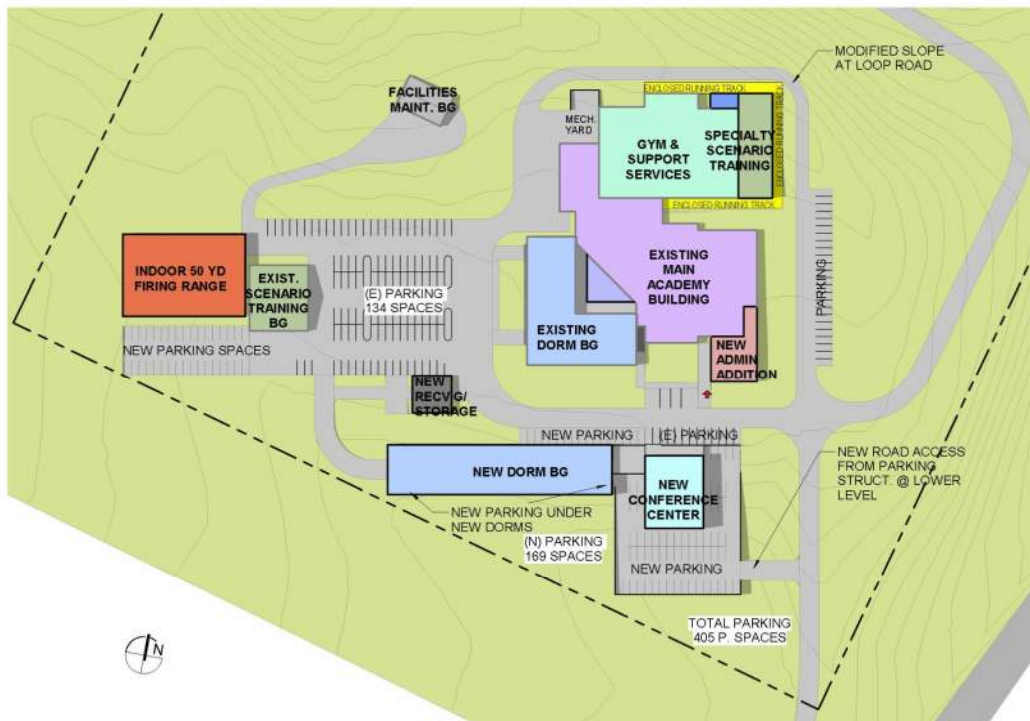 MODIFIED SLOPE
AT LOOP ROAD
FACILITIES
MAINT. BG
ENCLOSED RUNNING TRACK
MECH.
YARD
GYM &
SUPPORT
SERVICES
SPECIALTY
SCENARIO
TRAINING
ENCLOSED RUNNING TRACK
ENCLOSED RUNNING TRACK
INDOOR 50 YD
FIRING RANGE
EXIST.
SCENARIO
TRAINING
BG
(E) PARKING
134 SPACES
EXISTING
MAIN
ACADEMY
BUILDING
PARKING
EXISTING
DORM BG
NEW PARKING SPACES
NEW
ADMIN
ADDITION
NEW
RECV'G/
STORAGE
NEW PARKING
(E) PARKING
NEW DORM BG
NEW
CONFERENCE
CENTER
NEW ROAD ACCESS
FROM PARKING
STRUCT. @ LOWER
LEVEL
NEW PARKING UNDER
NEW DORMS
(N) PARKING
169 SPACES
NEW PARKING
TOTAL PARKING
405 P. SPACES
N